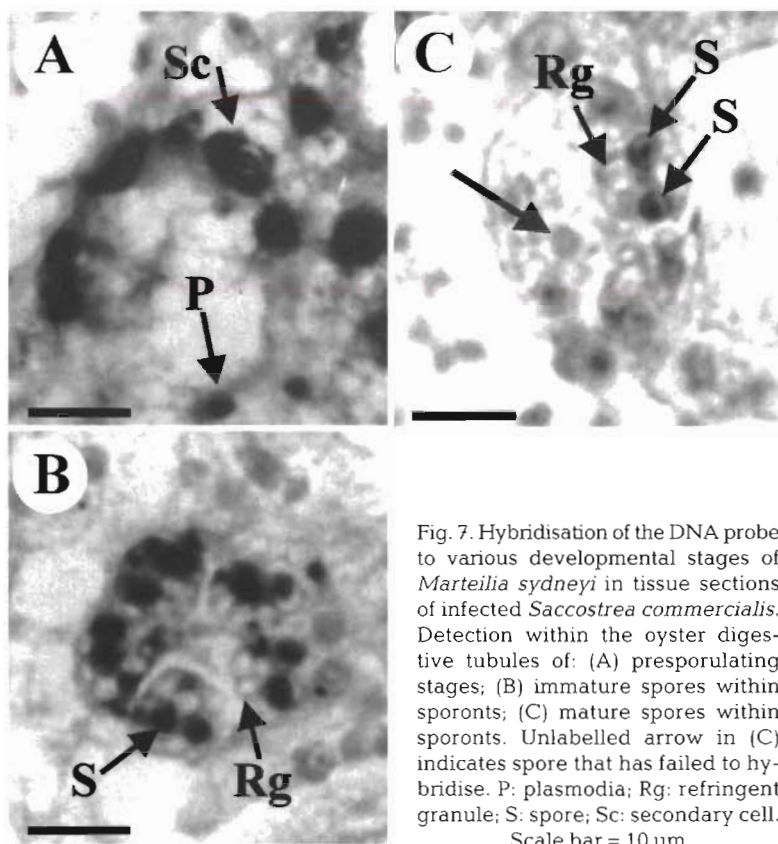 A
Sc
P
C
Rg
S
S
B
S
Rg
Fig. 7. Hybridisation of the DNA probe
to various developmental stages of
Marteilia sydneyi in tissue sections
of infected Saccostrea commercialis.
Detection within the oyster diges-
tive tubules of: (A) presporulating
stages; (B) immature spores within
sporonts; (C) mature spores within
sporonts. Unlabelled arrow in (C)
indicates spore that has failed to hy-
bridise. P: plasmodia; Rg: refringent
granule; S: spore; Sc: secondary cell.
Scale bar = 10 µm